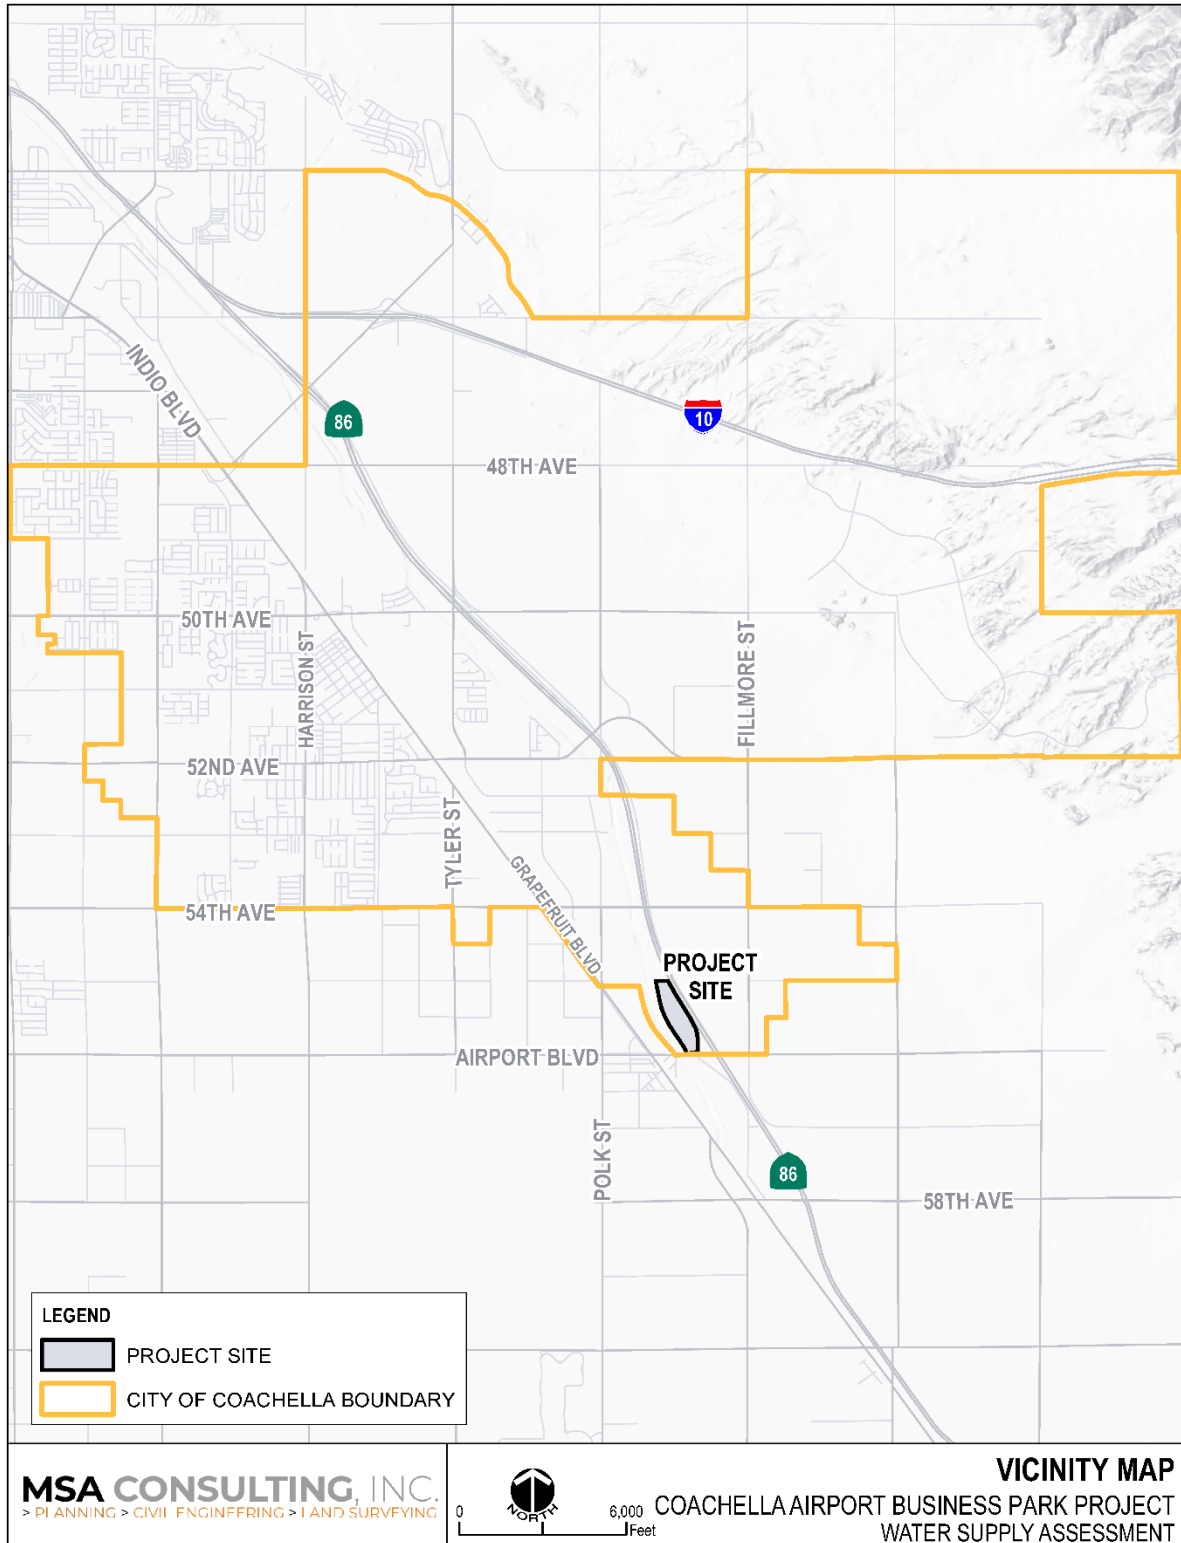 INDIO BLVD
86
10
48TH AVE
50TH AVE
HARRISON ST
FILLMORE ST
52ND AVE
TYLER ST
GRAPEFRUIT BLVD
54TH AVE
PROJECT
SITE
AIRPORT BLVD
POLK ST
86
58TH AVE
LEGEND
PROJECT SITE
CITY OF COACHELLA BOUNDARY
MSA CONSULTING, INC.
> PLANNING > CIVIL ENGINEERING > LAND SURVEYING
NORTH
0 6,000
Feet
VICINITY MAP
COACHELLA AIRPORT BUSINESS PARK PROJECT
WATER SUPPLY ASSESSMENT